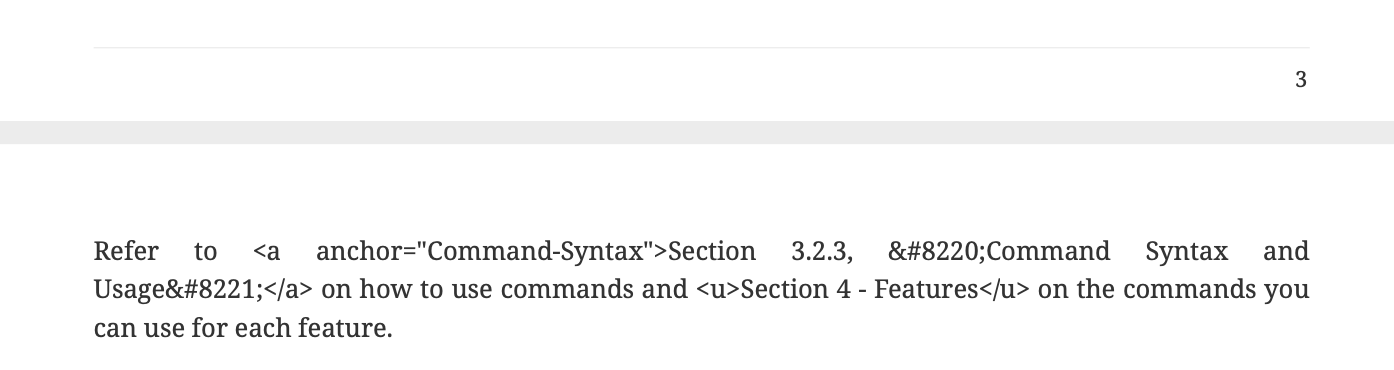 3
Refer to <a anchor="Command-Syntax">Section 3.2.3, &#8220;Command Syntax and
Usage&#8221;</a> on how to use commands and <u>Section 4 - Features</u> on the commands you
can use for each feature.